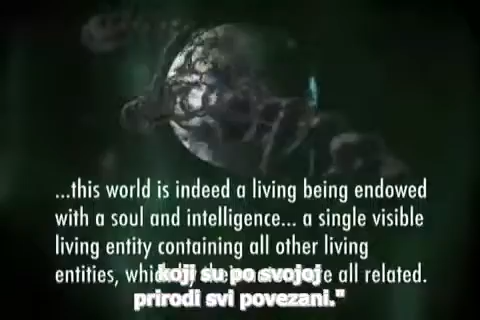 ...this world is indeed a living being endowed
with a soul and intelligence... a single visible
living entity containing all other living
entities, which all related.
koji su po svojoj
prirodi svi povezani."